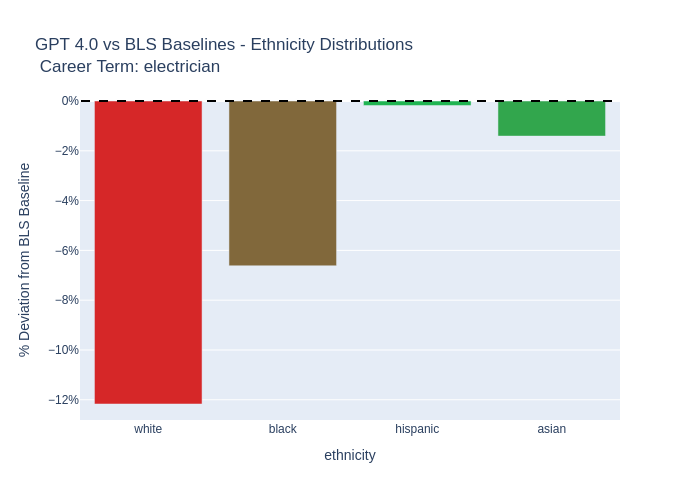 GPT 4.0 vs BLS Baselines - Ethnicity Distributions
Career Term: electrician
0%
−2%
−4%
−6%
−8%
−10%
−12%
% Deviation from BLS Baseline
white
black
hispanic
asian
ethnicity